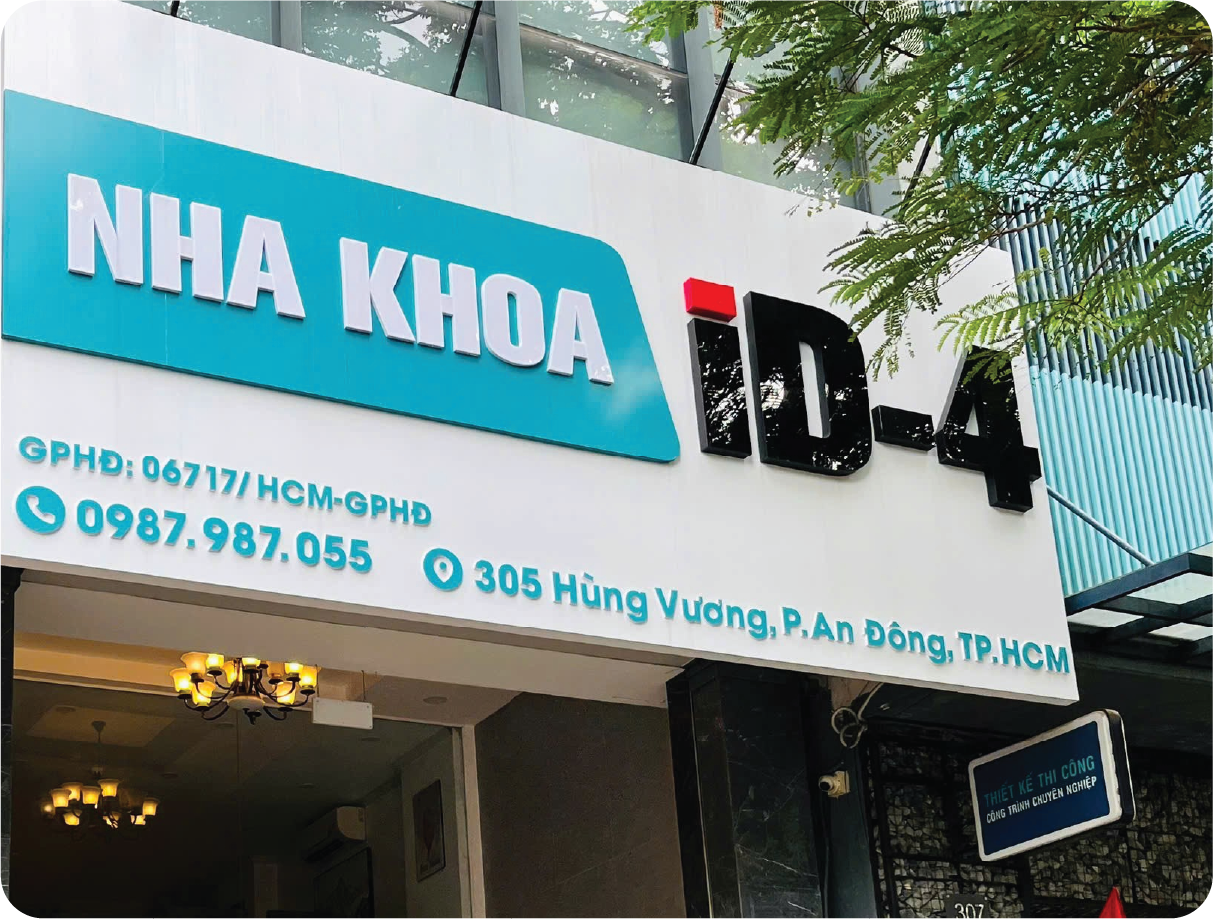 NHA KHOA iD-4
GPHĐ: 06717/ HCM-GPHĐ
0987.987.055
305 Hùng Vương, P.An Đông, TP.HCM
THIẾT KẾ THI CÔNG
CÔNG TRÌNH CHUYÊN NGHIỆP
307